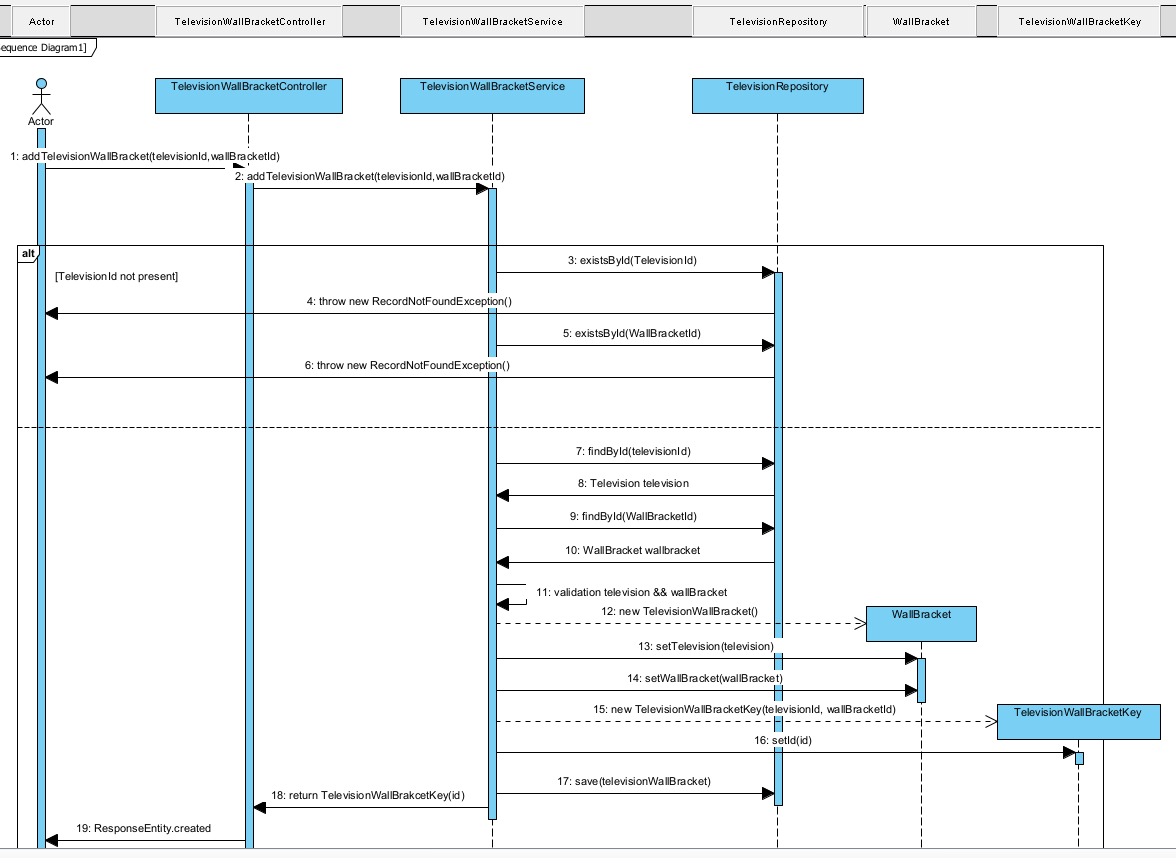 Actor
TelevisionWallBracketController
TelevisionWallBracketService
TelevisionRepository
WallBracket
TelevisionWallBracketKey
equence Diagram1]
TelevisionWallBracketController
TelevisionWallBracketService
TelevisionRepository
Actor
1: addTelevisionWallBracket(televisionId,wallBracketId)
2: addTelevisionWallBracket(televisionId,wallBracketId)
alt
3: existsById(TelevisionId)
[TelevisionId not present]
4: throw new RecordNotFoundException()
5: existsById(WallBracketId)
6: throw new RecordNotFoundException()
7: findById(televisionId)
8: Television television
9: findById(WallBracketId)
10: WallBracket wallbracket
11: validation television && wallBracket
12: new TelevisionWallBracket()
WallBracket
13: setTelevision(television)
14: setWallBracket(wallBracket)
15: new TelevisionWallBracketKey(televisionId, wallBracketId)
TelevisionWallBracketKey
16: setId(id)
17: save(televisionWallBracket)
18: return TelevisionWallBrakcetKey(id)
19: ResponseEntity.created